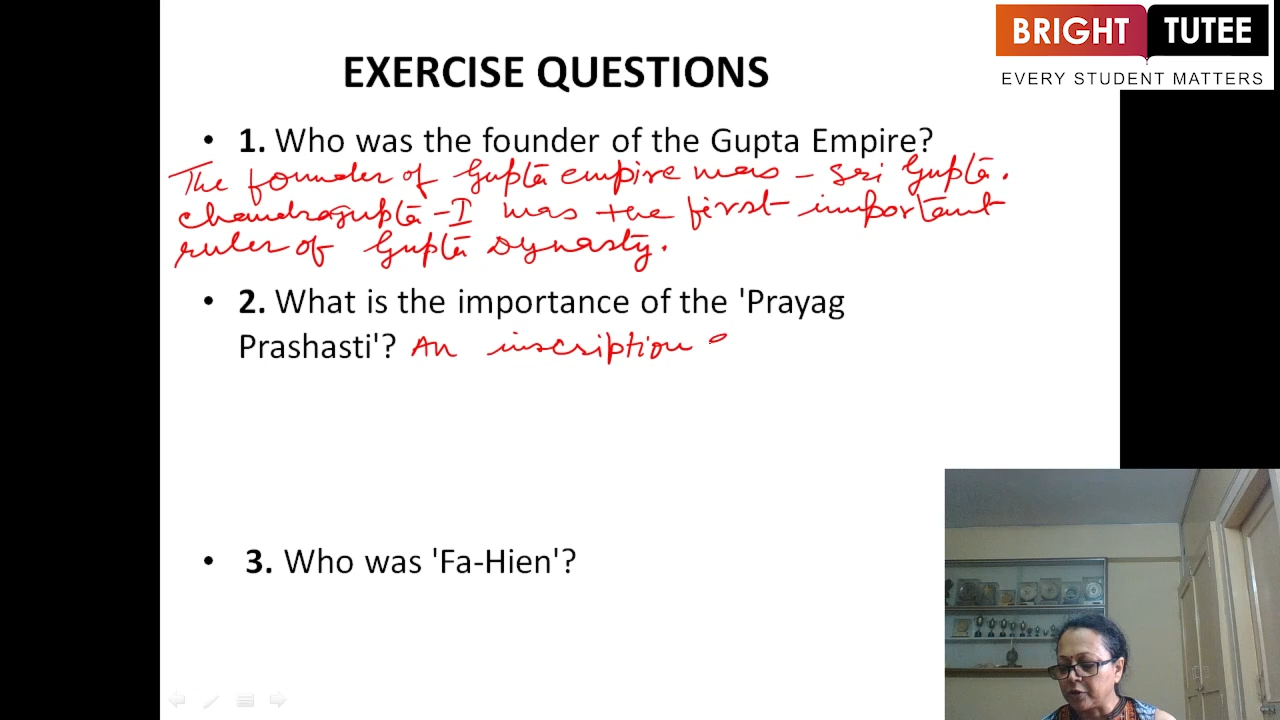 BRIGHT TUTEE
EVERY STUDENT MATTERS
EXERCISE QUESTIONS
• 1. Who was the founder of the Gupta Empire?
The founder of Gupta empire was – Sri Gupta.
Chandragupta-I was the first important
ruler of Gupta Dynasty.
• 2. What is the importance of the 'Prayag
Prashasti'? An inscription
• 3. Who was 'Fa-Hien'?